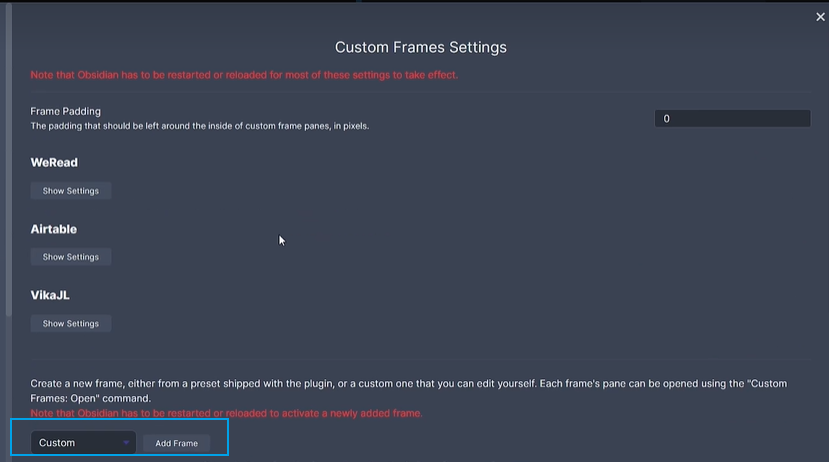 Custom Frames Settings
Note that Obsidian has to be restarted or reloaded for most of these settings to take effect.
Frame Padding
The padding that should be left around the inside of custom frame panes, in pixels.
0
WeRead
Show Settings
Airtable
Show Settings
VikaJL
Show Settings
Create a new frame, either from a preset shipped with the plugin, or a custom one that you can edit yourself. Each frame's pane can be opened using the "Custom
Frames: Open" command.
Note that Obsidian has to be restarted or reloaded to activate a newly added frame.
Custom
Add Frame